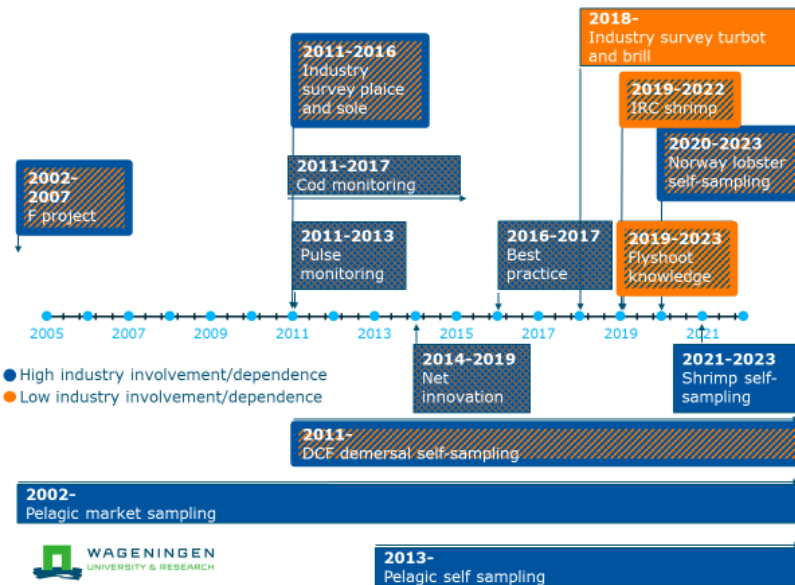 2018-
Industry survey turbot
and brill
2011-2016
Industry
survey plaice
and sole
2019-2022
IRC shrimp
2020-2023
Norway lobster
self-sampling
2011-2017
Cod monitoring
2002-
2007
F project
2011-2013
Pulse
monitoring
2016-2017
Best
practice
2019-2023
Flyshoot
knowledge
2005
2007
2009
2011
2013
2015
2017
2019
2021
2014-2019
Net
innovation
2021-2023
Shrimp self-
sampling
High industry involvement/dependence
Low industry involvement/dependence
2011-
DCF demersal self-sampling
2002-
Pelagic market sampling
2013-
Pelagic self sampling
WAGENINGEN
UNIVERSITY & RESEARCH